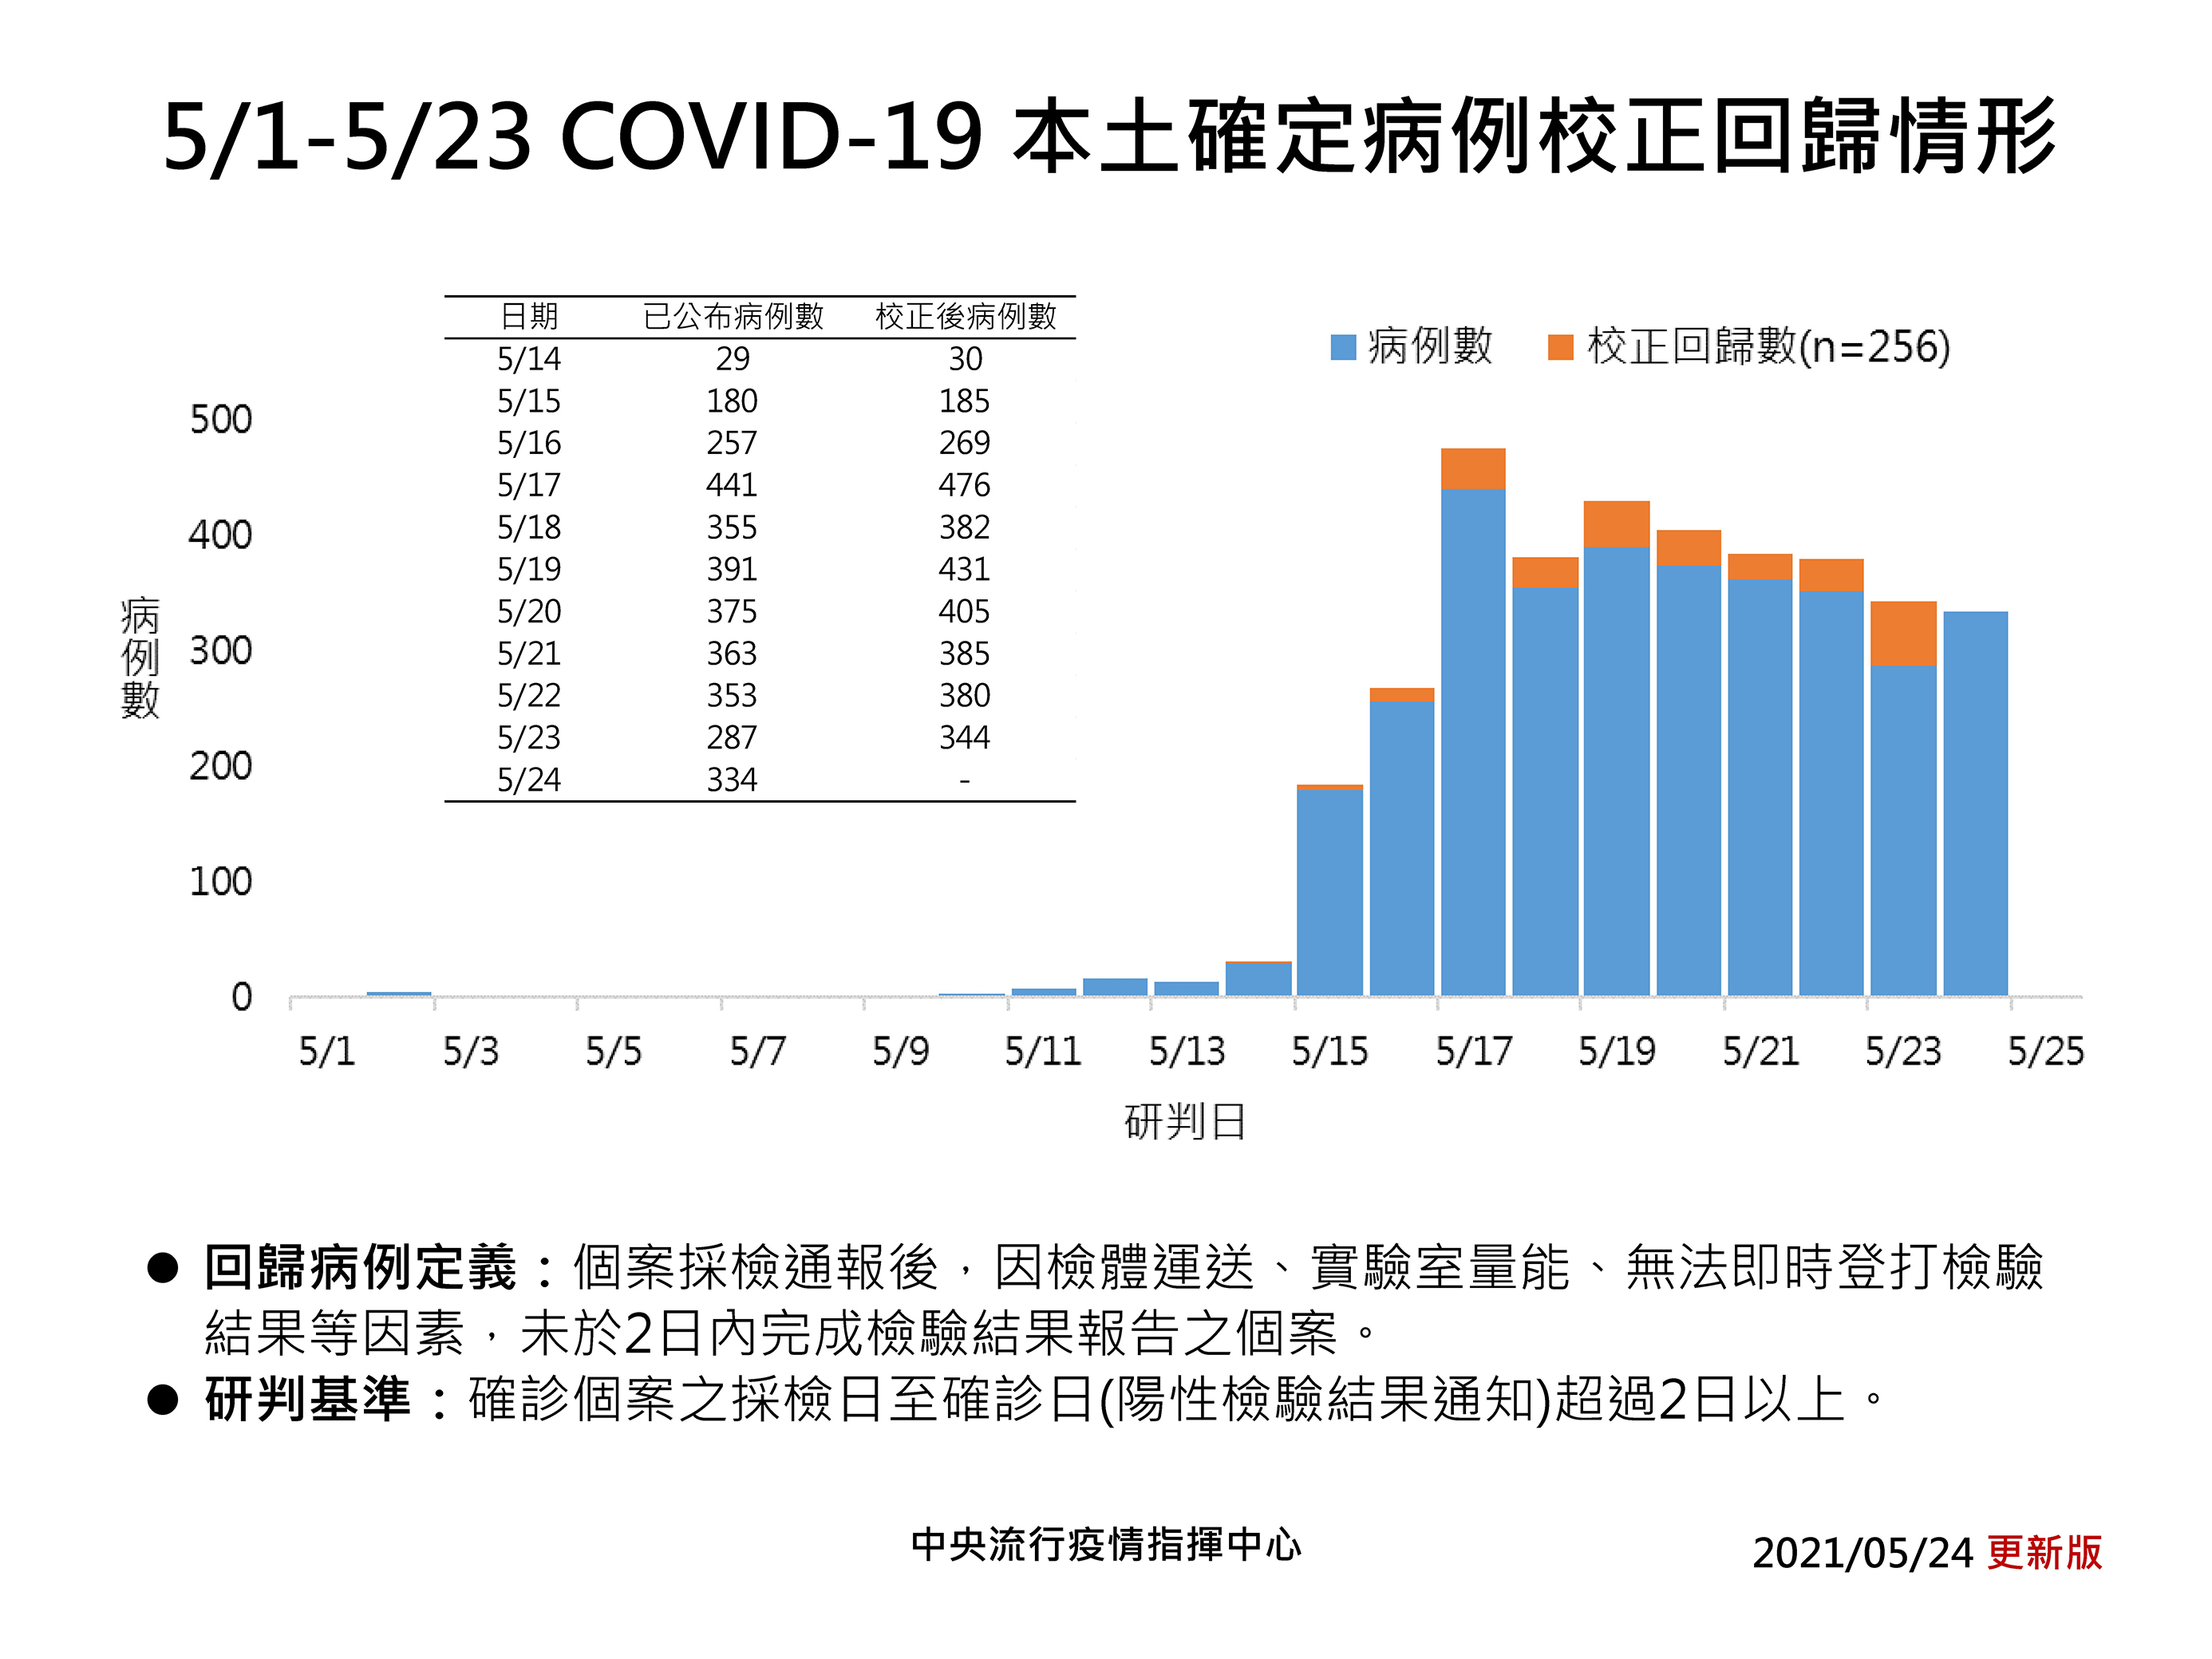 5/1-5/23 COVID-19 本土確定病例校正回歸情形
日期 已公布病例數 校正後病例數
5/14 29 30
5/15 180 185
5/16 257 269
5/17 441 476
5/18 355 382
5/19 391 431
5/20 375 405
5/21 363 385
5/22 353 380
5/23 287 344
5/24 334 -
病例數 校正回歸數(n=256)
病例數
500
400
300
200
100
0
5/1 5/3 5/5 5/7 5/9 5/11 5/13 5/15 5/17 5/19 5/21 5/23 5/25
研判日
● 回歸病例定義：個案採檢通報後，因檢體運送、實驗室量能、無法即時登打檢驗
結果等因素，未於2日內完成檢驗結果報告之個案。
● 研判基準：確診個案之採檢日至確診日(陽性檢驗結果通知)超過2日以上。
中央流行疫情指揮中心
2021/05/24 更新版